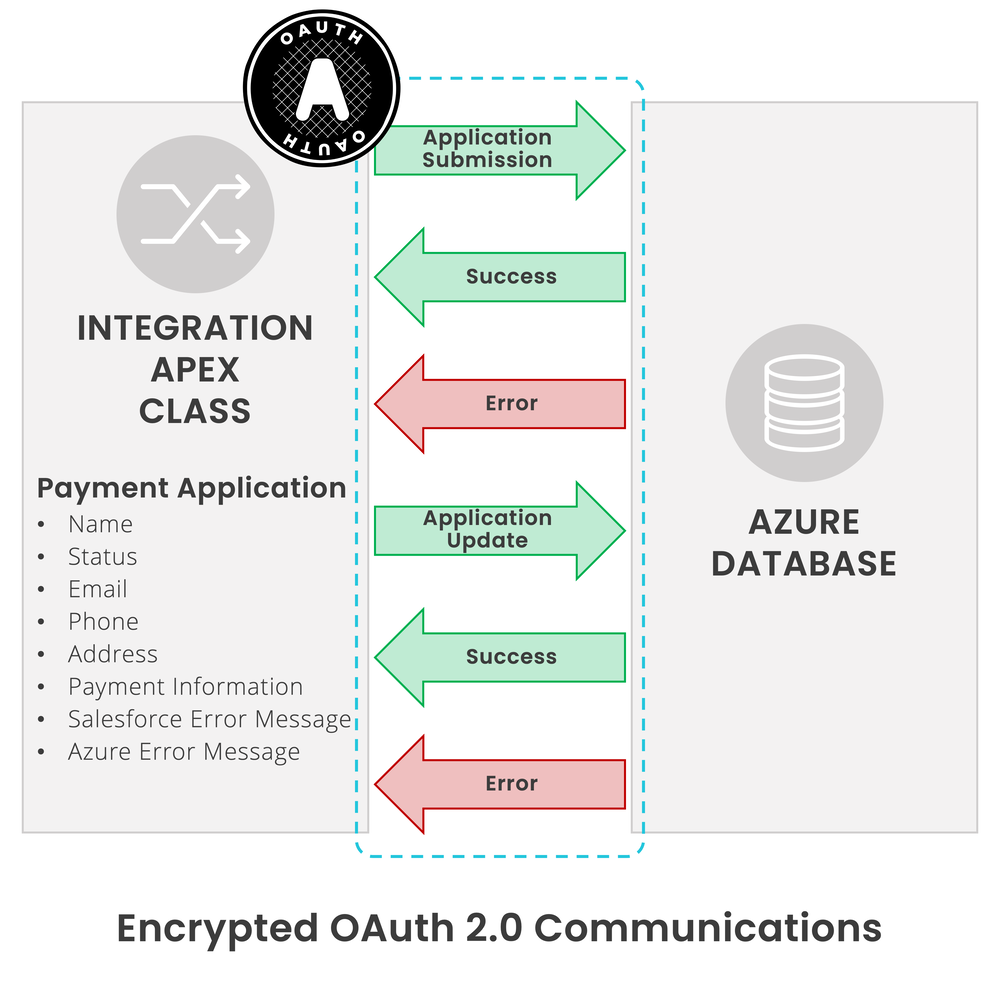 OAUTH
A
OAUTH
INTEGRATION
APEX
CLASS
Payment Application
• Name
• Status
• Email
• Phone
• Address
• Payment Information
• Salesforce Error Message
• Azure Error Message
Application
Submission
Success
Error
Application
Update
Success
Error
AZURE
DATABASE
Encrypted OAuth 2.0 Communications